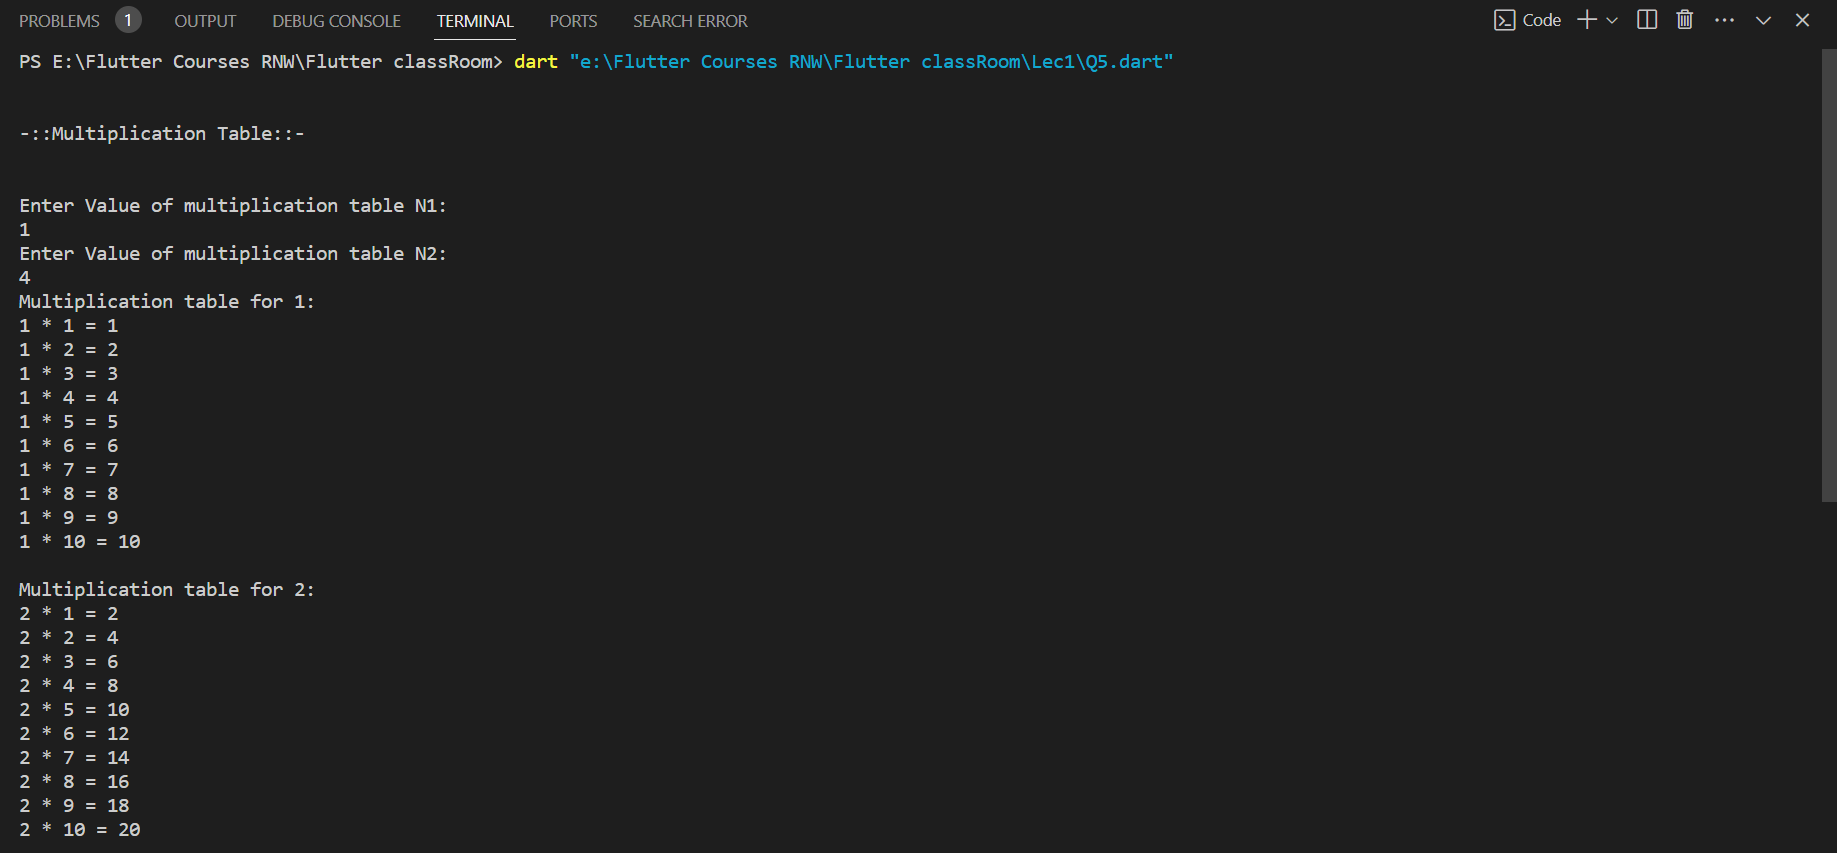 PROBLEMS 1 OUTPUT DEBUG CONSOLE TERMINAL PORTS SEARCH ERROR Code
PS E:\Flutter Courses RNW\Flutter classRoom> dart "e:\Flutter Courses RNW\Flutter classRoom\Lec1\Q5.dart"
-::Multiplication Table::-
Enter Value of multiplication table N1:
1
Enter Value of multiplication table N2:
4
Multiplication table for 1:
1 * 1 = 1
1 * 2 = 2
1 * 3 = 3
1 * 4 = 4
1 * 5 = 5
1 * 6 = 6
1 * 7 = 7
1 * 8 = 8
1 * 9 = 9
1 * 10 = 10
Multiplication table for 2:
2 * 1 = 2
2 * 2 = 4
2 * 3 = 6
2 * 4 = 8
2 * 5 = 10
2 * 6 = 12
2 * 7 = 14
2 * 8 = 16
2 * 9 = 18
2 * 10 = 20